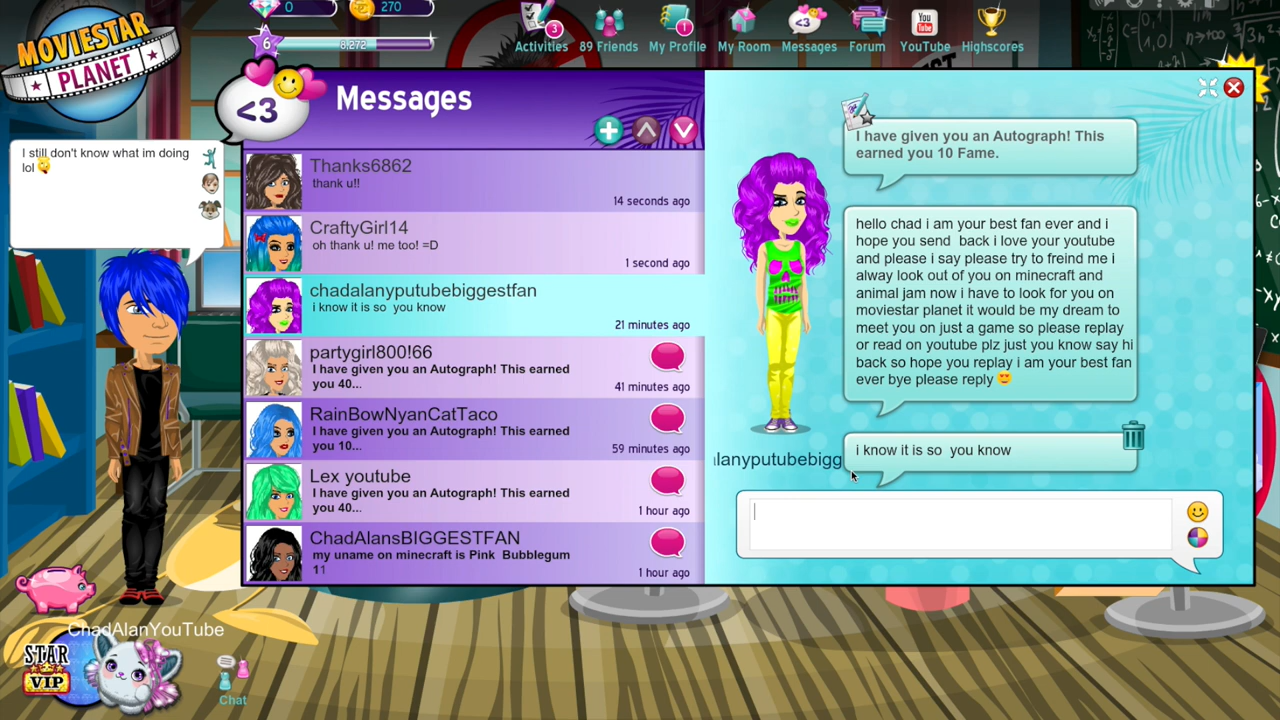 MOVIESTAR
PLANET
0
270
6
8,272
3
Activities
89 Friends
1
My Profile
My Room
<3
Messages
Forum
You
Tube
YouTube
Highscores
<3
Messages
I still don't know what im doing
lol
Thanks6862
thank u!!
14 seconds ago
CraftyGirl14
oh thank u! me too! =D
1 second ago
chadalanyputubebiggestfan
i know it is so  you know
21 minutes ago
partygirl800!66
I have given you an Autograph! This earned
you 40...
41 minutes ago
RainBowNyanCatTaco
I have given you an Autograph! This earned
you 10...
59 minutes ago
Lex youtube
I have given you an Autograph! This earned
you 40...
1 hour ago
ChadAlansBIGGESTFAN
my uname on minecraft is Pink  Bubblegum
11
1 hour ago
I have given you an Autograph! This
earned you 10 Fame.
hello chad i am your best fan ever and i
hope you send  back i love your youtube
and please i say please try to freind me i
alway look out of you on minecraft and
animal jam now i have to look for you on
moviestar planet it would be my dream to
meet you on just a game so please replay
or read on youtube plz just you know say hi
back so hope you replay i am your best fan
ever bye please reply
i know it is so  you know
lanyputubebigg
ChadAlanYouTube
STAR
VIP
Chat